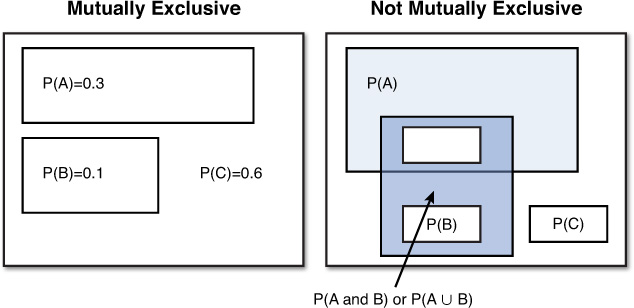 Mutually Exclusive
P(A)=0.3
P(B)=0.1
P(C)=0.6
Not Mutually Exclusive
P(A)
P(B)
P(C)
P(A and B) or P(A ∪ B)